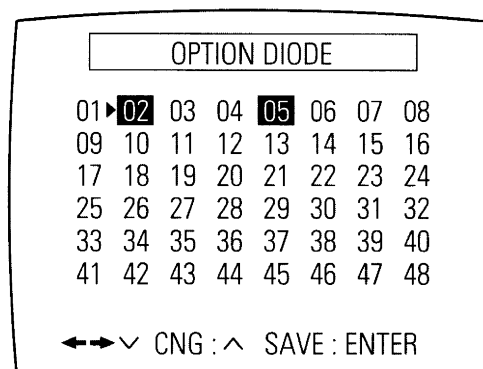 OPTION DIODE
01▶02 03 04 05 06 07 08
09 10 11 12 13 14 15 16
17 18 19 20 21 22 23 24
25 26 27 28 29 30 31 32
33 34 35 36 37 38 39 40
41 42 43 44 45 46 47 48
←→∨ CNG : ∧ SAVE : ENTER